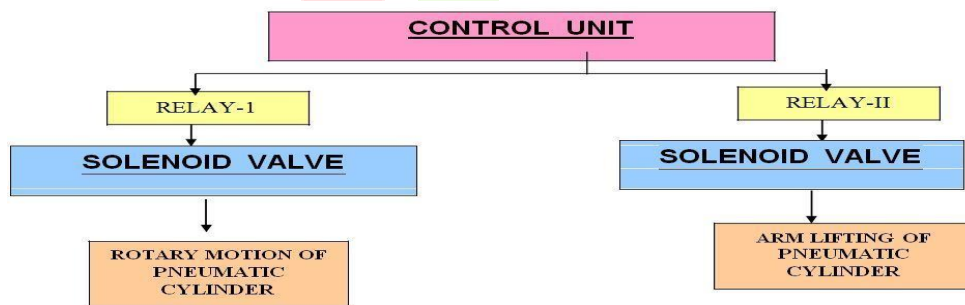 CONTROL UNIT
RELAY-1
RELAY-II
SOLENOID VALVE
SOLENOID VALVE
ROTARY MOTION OF
PNEUMATIC
CYLINDER
ARM LIFTING OF
PNEUMATIC
CYLINDER